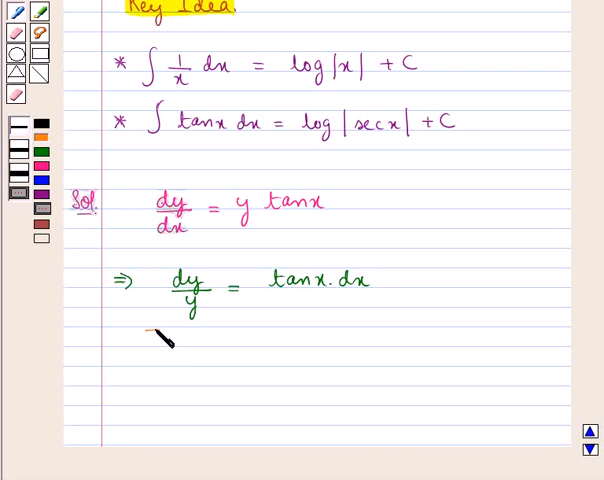 Key Idea.
* ∫ 1/x dx = log |x| + C
* ∫ tanx dx = log |secx| + C
Sol. dy/dx = y tanx
⇒ dy/y = tanx. dx